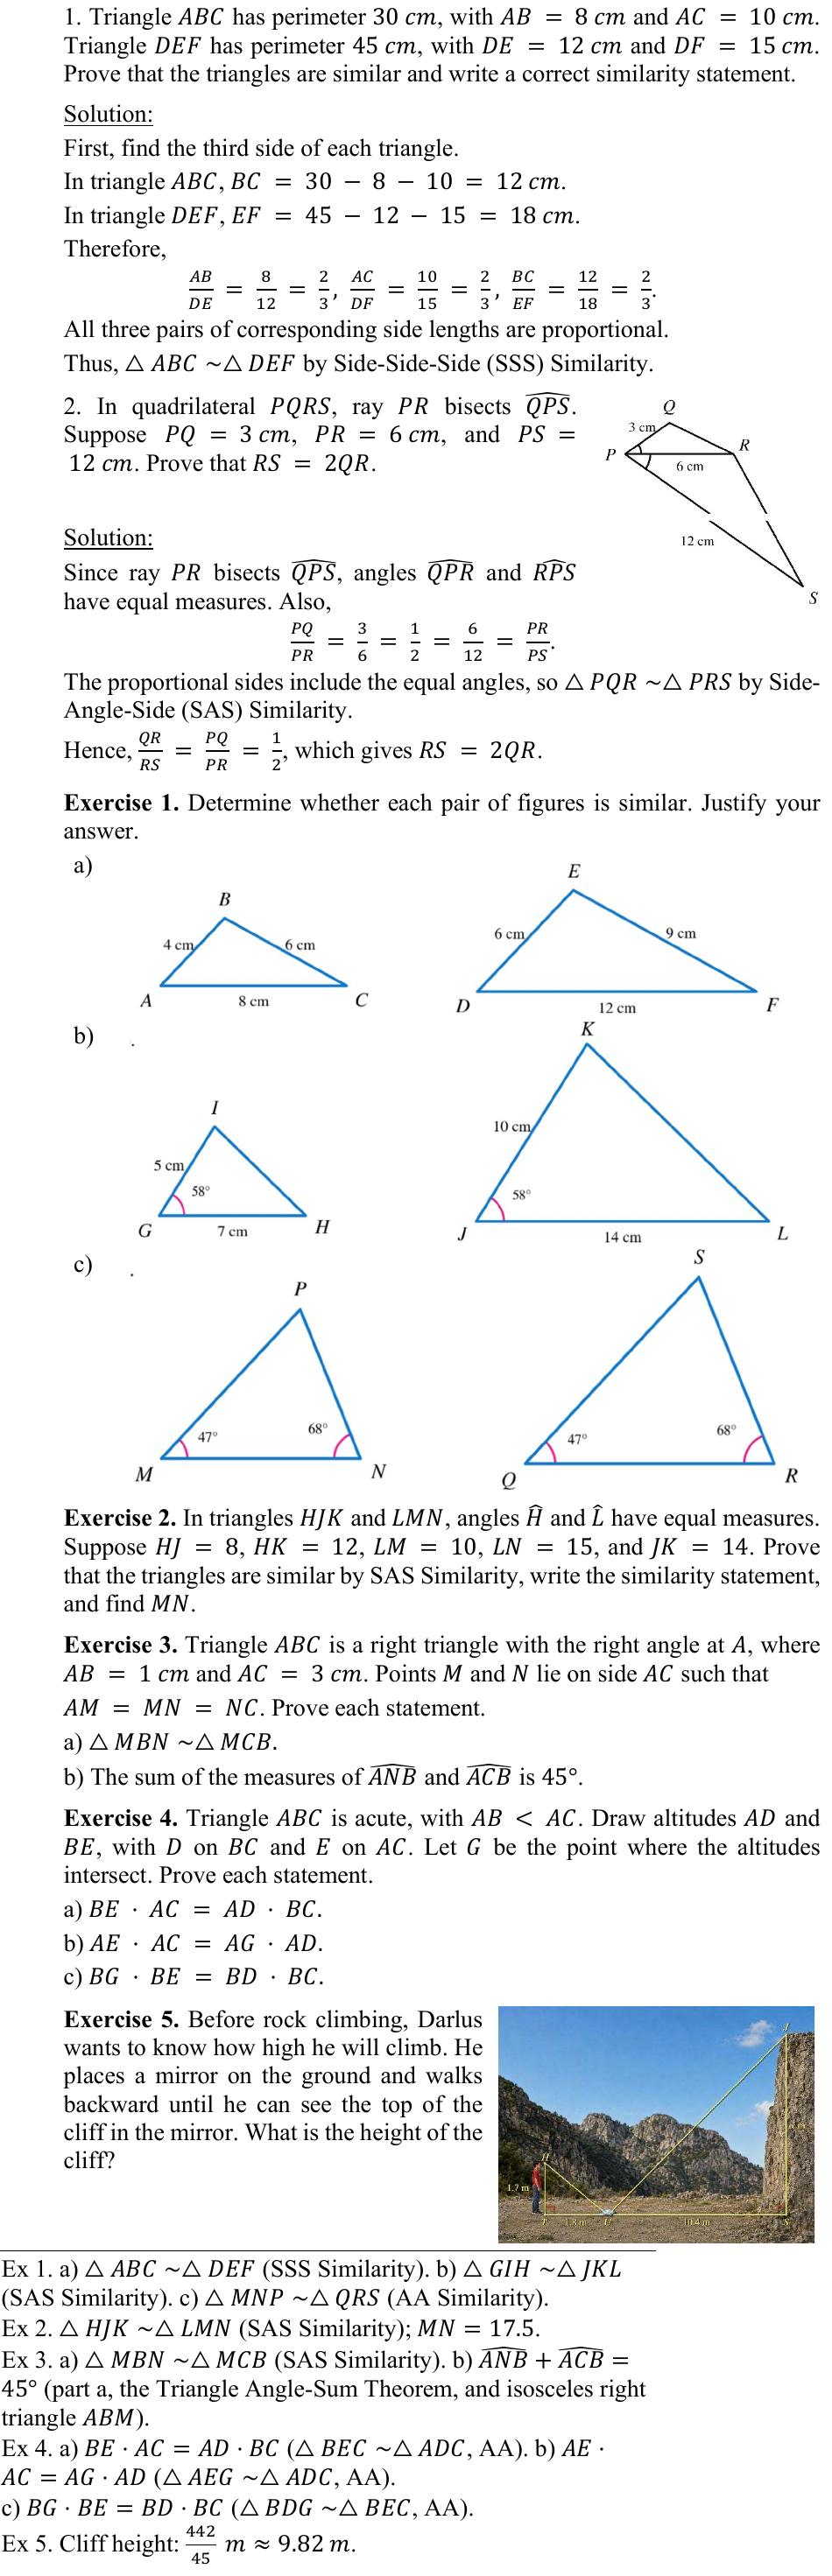 1. Triangle ABC has perimeter 30 cm, with AB = 8 cm and AC = 10 cm.
Triangle DEF has perimeter 45 cm, with DE = 12 cm and DF = 15 cm.
Prove that the triangles are similar and write a correct similarity statement.
Solution:
First, find the third side of each triangle.
In triangle ABC, BC = 30 − 8 − 10 = 12 cm.
In triangle DEF, EF = 45 − 12 − 15 = 18 cm.
Therefore,
AB/DE = 8/12 = 2/3, AC/DF = 10/15 = 2/3, BC/EF = 12/18 = 2/3.
All three pairs of corresponding side lengths are proportional.
Thus, △ ABC ~△ DEF by Side-Side-Side (SSS) Similarity.
2. In quadrilateral PQRS, ray PR bisects \widehat{QPS}.
Suppose PQ = 3 cm, PR = 6 cm, and PS =
12 cm. Prove that RS = 2QR.
Q
3 cm
R
P
6 cm
12 cm
S
Solution:
Since ray PR bisects \widehat{QPS}, angles \widehat{QPR} and \widehat{RPS}
have equal measures. Also,
PQ/PR = 3/6 = 1/2 = 6/12 = PR/PS.
The proportional sides include the equal angles, so △ PQR ~△ PRS by Side-
Angle-Side (SAS) Similarity.
Hence, QR/RS = PQ/PR = 1/2, which gives RS = 2QR.
Exercise 1. Determine whether each pair of figures is similar. Justify your
answer.
a)
B
4 cm
6 cm
A
8 cm
C
E
6 cm
9 cm
D
12 cm
F
b) .
I
5 cm
58°
G
7 cm
H
K
10 cm
58°
J
14 cm
L
c) .
P
47°
68°
M
N
S
47°
68°
Q
R
Exercise 2. In triangles HJK and LMN, angles Ĥ and L̂ have equal measures.
Suppose HJ = 8, HK = 12, LM = 10, LN = 15, and JK = 14. Prove
that the triangles are similar by SAS Similarity, write the similarity statement,
and find MN.
Exercise 3. Triangle ABC is a right triangle with the right angle at A, where
AB = 1 cm and AC = 3 cm. Points M and N lie on side AC such that
AM = MN = NC. Prove each statement.
a) △ MBN ~△ MCB.
b) The sum of the measures of \widehat{ANB} and \widehat{ACB} is 45°.
Exercise 4. Triangle ABC is acute, with AB < AC. Draw altitudes AD and
BE, with D on BC and E on AC. Let G be the point where the altitudes
intersect. Prove each statement.
a) BE · AC = AD · BC.
b) AE · AC = AG · AD.
c) BG · BE = BD · BC.
Exercise 5. Before rock climbing, Darlus
wants to know how high he will climb. He
places a mirror on the ground and walks
backward until he can see the top of the
cliff in the mirror. What is the height of the
cliff?
H
1.7 m
T
1.8 m
U
10.4 m
Ex 1. a) △ ABC ~△ DEF (SSS Similarity). b) △ GIH ~△ JKL
(SAS Similarity). c) △ MNP ~△ QRS (AA Similarity).
Ex 2. △ HJK ~△ LMN (SAS Similarity); MN = 17.5.
Ex 3. a) △ MBN ~△ MCB (SAS Similarity). b) \widehat{ANB} + \widehat{ACB} =
45° (part a, the Triangle Angle-Sum Theorem, and isosceles right
triangle ABM).
Ex 4. a) BE · AC = AD · BC (△ BEC ~△ ADC, AA). b) AE ·
AC = AG · AD (△ AEG ~△ ADC, AA).
c) BG · BE = BD · BC (△ BDG ~△ BEC, AA).
Ex 5. Cliff height: 442/45 m ≈ 9.82 m.